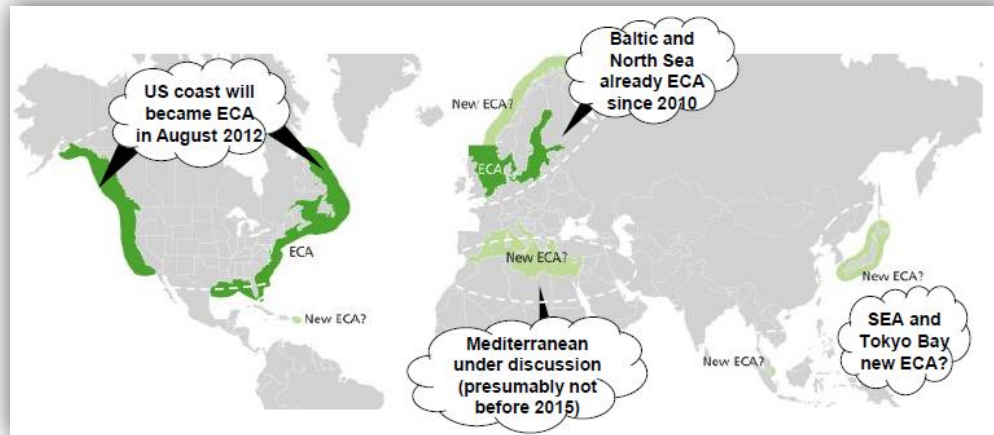 US coast will
became ECA
in August 2012
ECA
New ECA?
New ECA?
Baltic and
North Sea
already ECA
since 2010
ECA
New ECA?
Mediterranean
under discussion
(presumably not
before 2015)
New ECA?
New ECA?
SEA and
Tokyo Bay
new ECA?